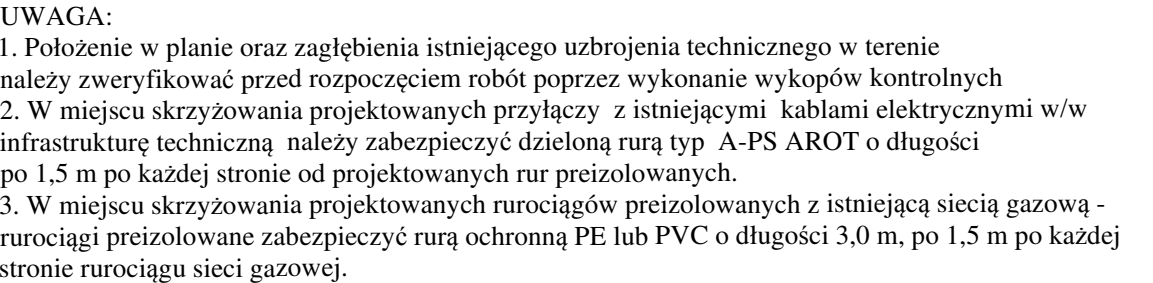 UWAGA:
1. Położenie w planie oraz zagłębienia istniejącego uzbrojenia technicznego w terenie
należy zweryfikować przed rozpoczęciem robót poprzez wykonanie wykopów kontrolnych
2. W miejscu skrzyżowania projektowanych przyłączy z istniejącymi kablami elektrycznymi w/w
infrastrukturę techniczną należy zabezpieczyć dzieloną rurą typ A-PS AROT o długości
po 1,5 m po każdej stronie od projektowanych rur preizolowanych.
3. W miejscu skrzyżowania projektowanych rurociągów preizolowanych z istniejącą siecią gazową -
rurociągi preizolowane zabezpieczyć rurą ochronną PE lub PVC o długości 3,0 m, po 1,5 m po każdej
stronie rurociągu sieci gazowej.